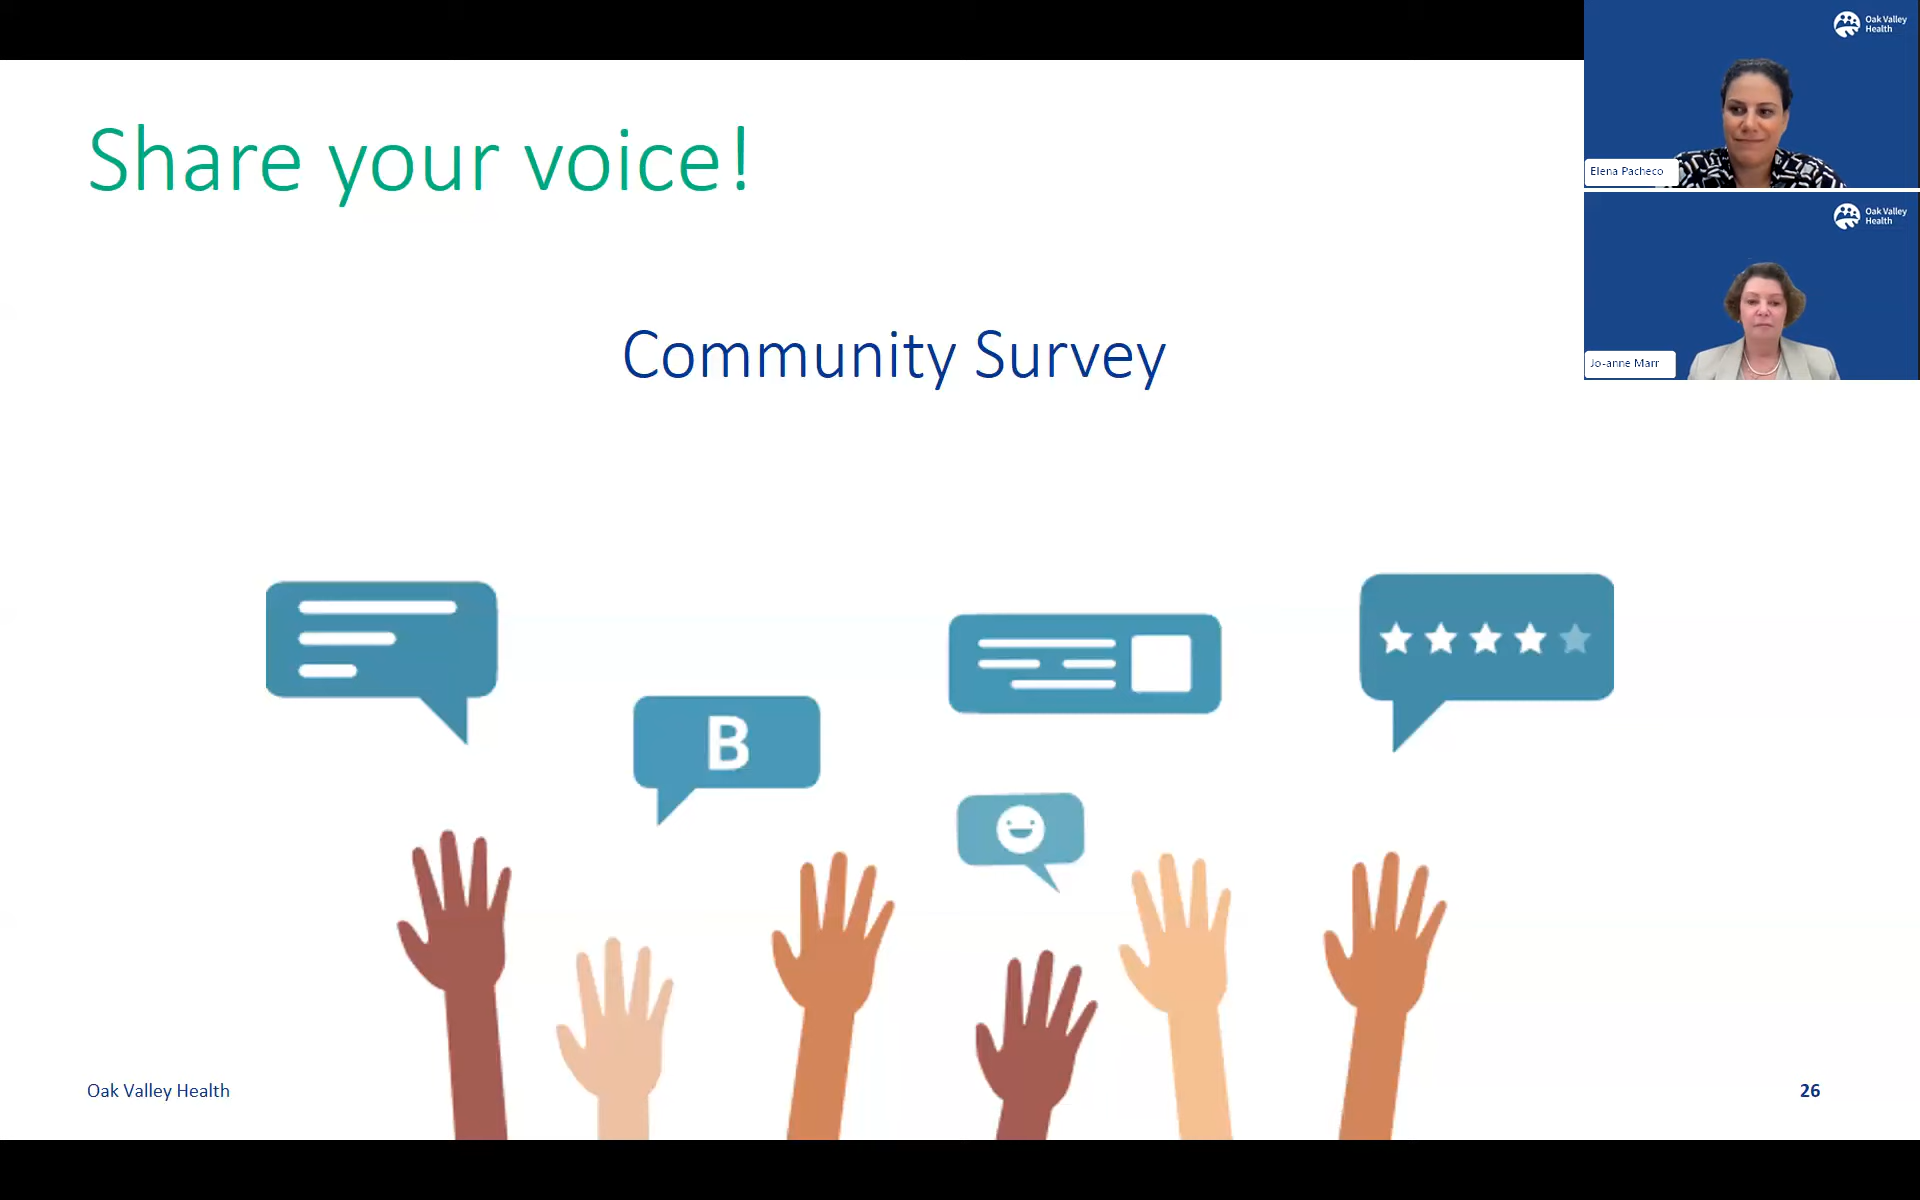 Share your voice!
Community Survey
B
Oak Valley Health
26
Oak Valley
Health
Elena Pacheco
Oak Valley
Health
Jo-anne Marr